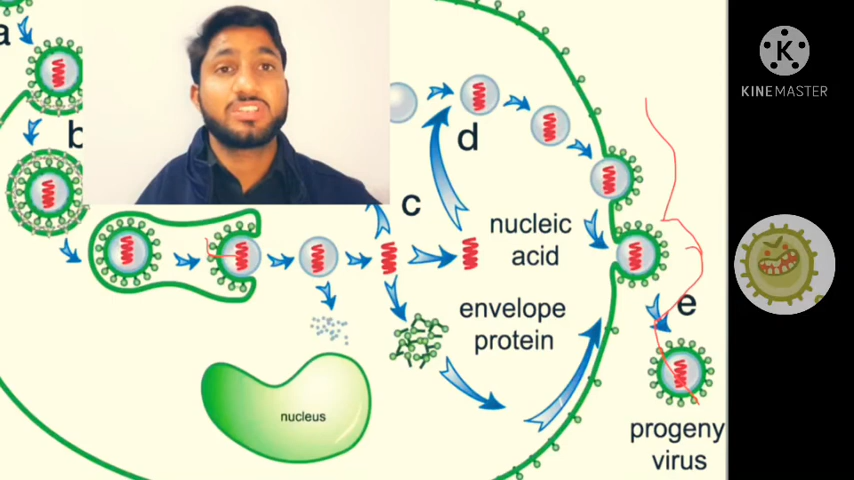 a
b
c
d
nucleic
acid
envelope
protein
nucleus
e
progeny
virus
K
KINEMASTER